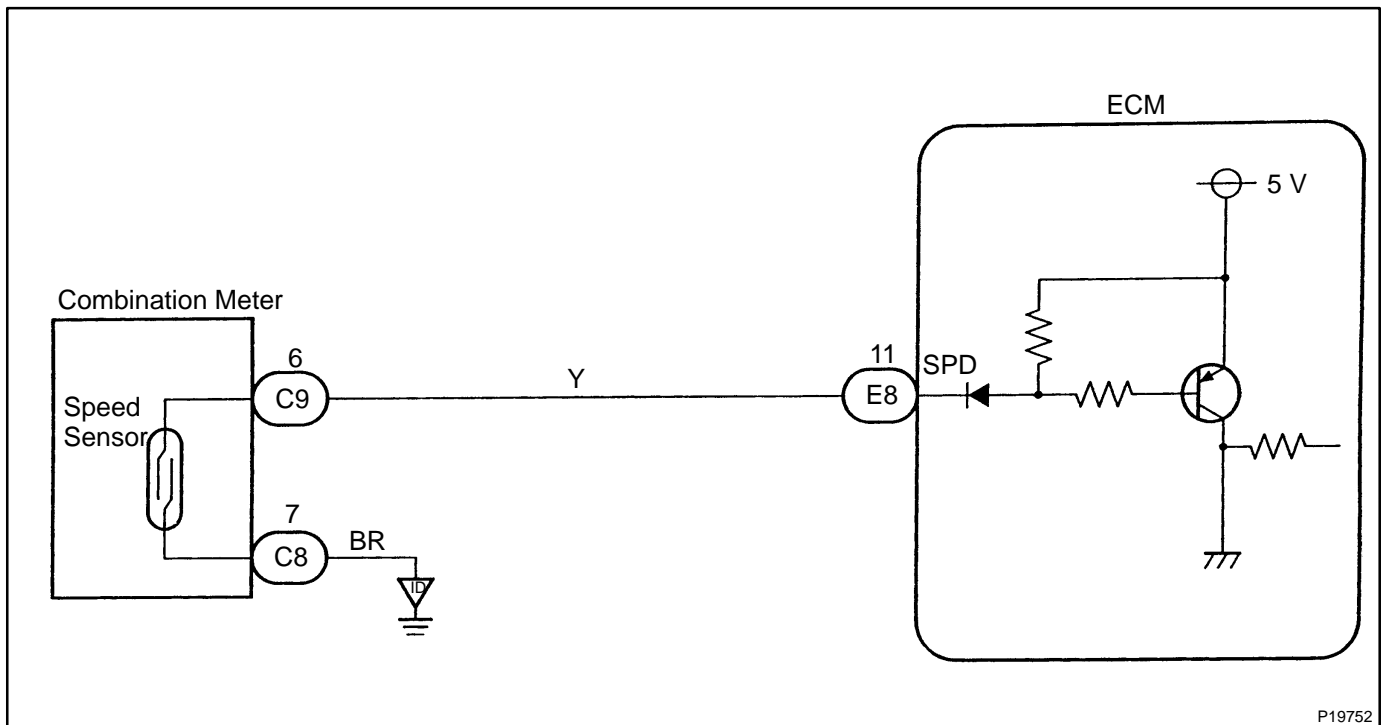 ECM
5 V
Combination Meter
6
C9
Y
11
E8
SPD
Speed
Sensor
7
C8
BR
ID
P19752